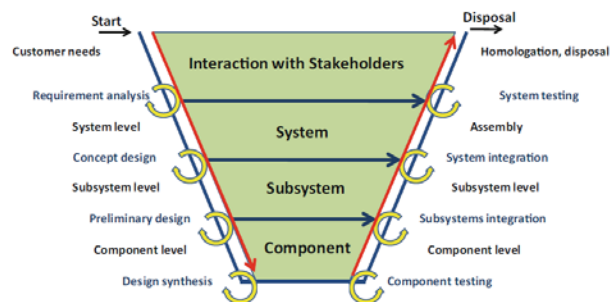 Start
Disposal
Customer needs
Homologation, disposal
Interaction with Stakeholders
Requirement analysis
System testing
System level
System
Assembly
Concept design
System integration
Subsystem level
Subsystem
Subsystem level
Preliminary design
Subsystems integration
Component level
Component
Component level
Design synthesis
Component testing